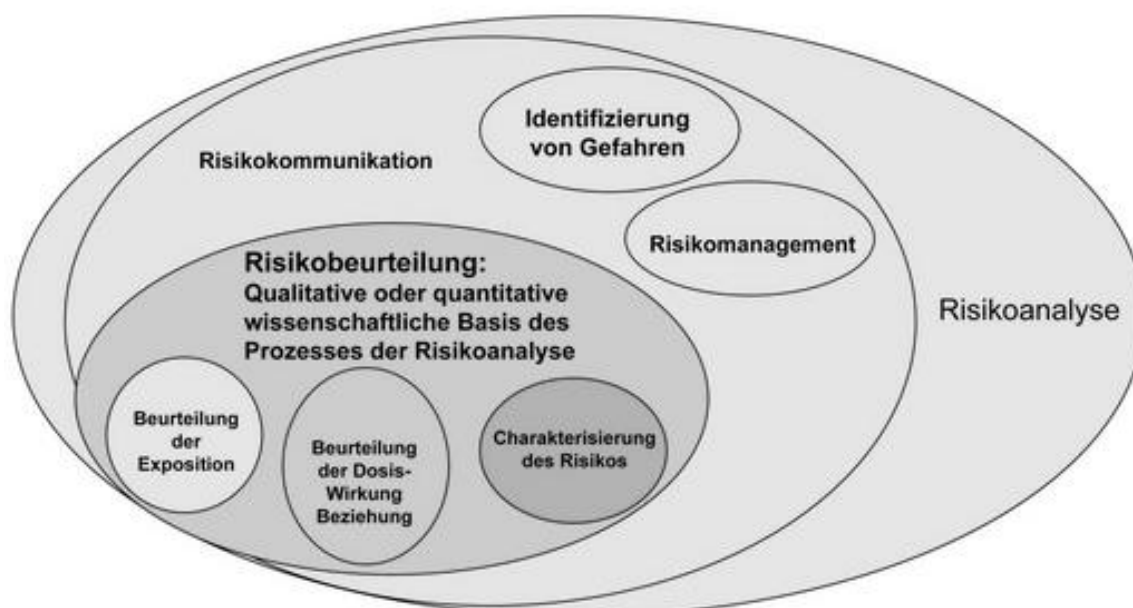 Identifizierung
von Gefahren
Risikokommunikation
Risikomanagement
Risikobeurteilung:
Qualitative oder quantitative
wissenschaftliche Basis des
Prozesses der Risikoanalyse
Risikoanalyse
Beurteilung
der
Exposition
Beurteilung
der Dosis-
Wirkung
Beziehung
Charakterisierung
des Risikos